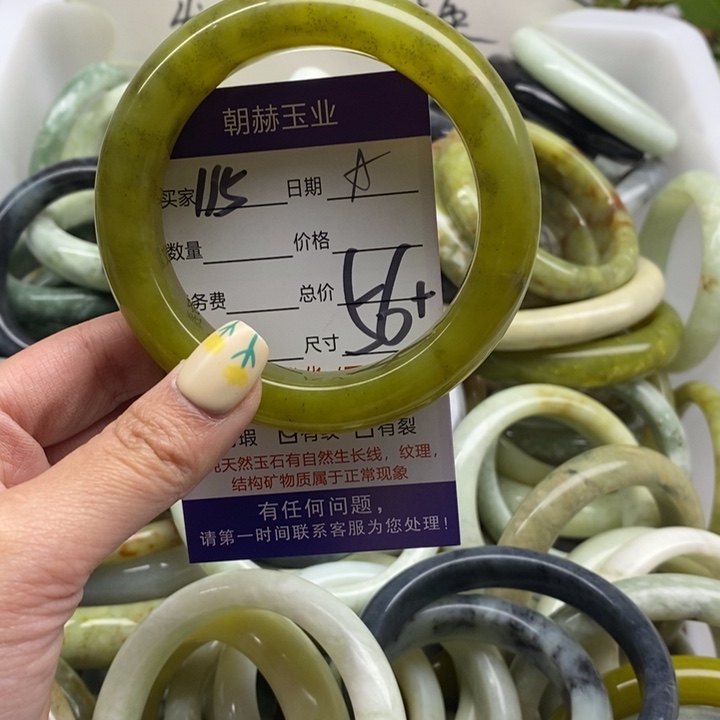 朝赫玉业
买家 115 日期 A
数量 价格
务费 总价
尺寸 59+
瑕 有纹 有裂
纯天然玉石有自然生长线，纹理，
结构矿物质属于正常现象
有任何问题，
请第一时间联系客服为您处理！